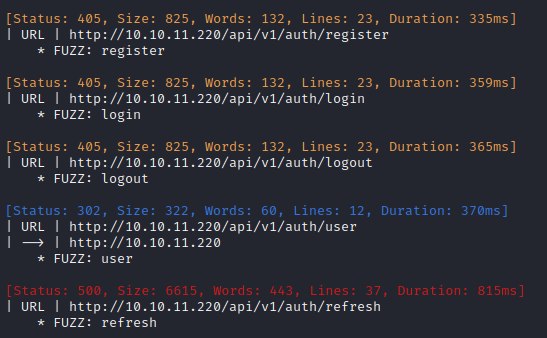 [Status: 405, Size: 825, Words: 132, Lines: 23, Duration: 335ms]
| URL | http://10.10.11.220/api/v1/auth/register
* FUZZ: register
[Status: 405, Size: 825, Words: 132, Lines: 23, Duration: 359ms]
| URL | http://10.10.11.220/api/v1/auth/login
* FUZZ: login
[Status: 405, Size: 825, Words: 132, Lines: 23, Duration: 365ms]
| URL | http://10.10.11.220/api/v1/auth/logout
* FUZZ: logout
[Status: 302, Size: 322, Words: 60, Lines: 12, Duration: 370ms]
| URL | http://10.10.11.220/api/v1/auth/user
| --> | http://10.10.11.220
* FUZZ: user
[Status: 500, Size: 6615, Words: 443, Lines: 37, Duration: 815ms]
| URL | http://10.10.11.220/api/v1/auth/refresh
* FUZZ: refresh